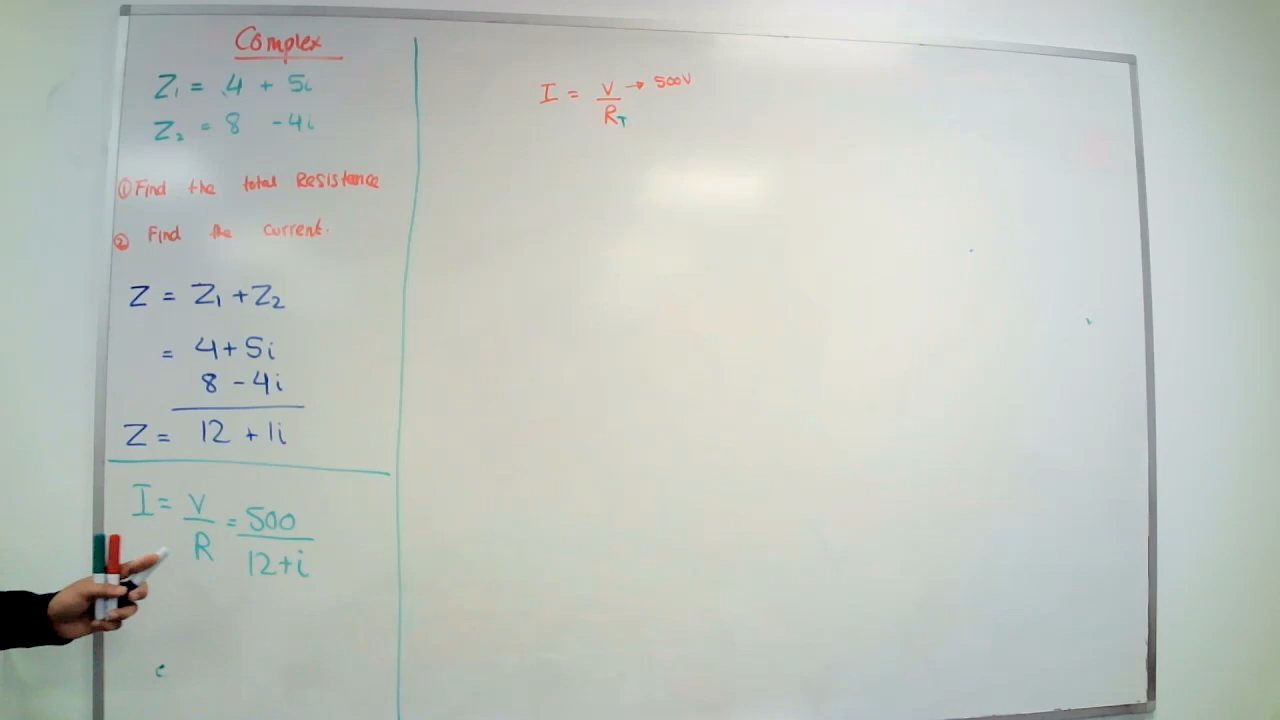 Complex
Z₁ = 4 + 5i
Z₂ = 8 - 4i
① Find the total Resistance
② Find the current.
Z = Z₁ + Z₂
= 4 + 5i
8 - 4i
Z = 12 + 1i
I = V/R = 500/12+i
I = V/R_T → 500V